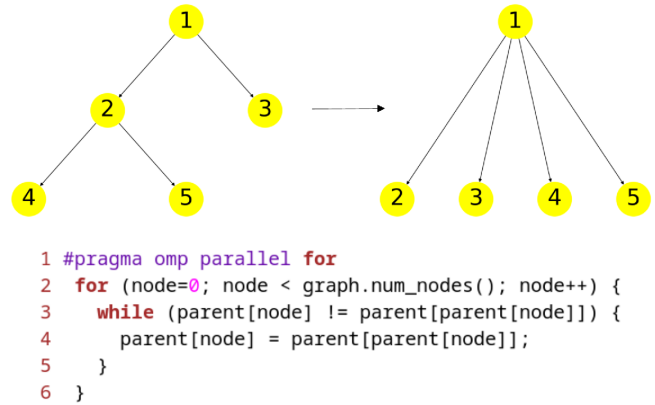 1 1
2 3
4 5 2 3 4 5
1 #pragma omp parallel for
2 for (node=0; node < graph.num_nodes(); node++) {
3 while (parent[node] != parent[parent[node]]) {
4 parent[node] = parent[parent[node]];
5 }
6 }